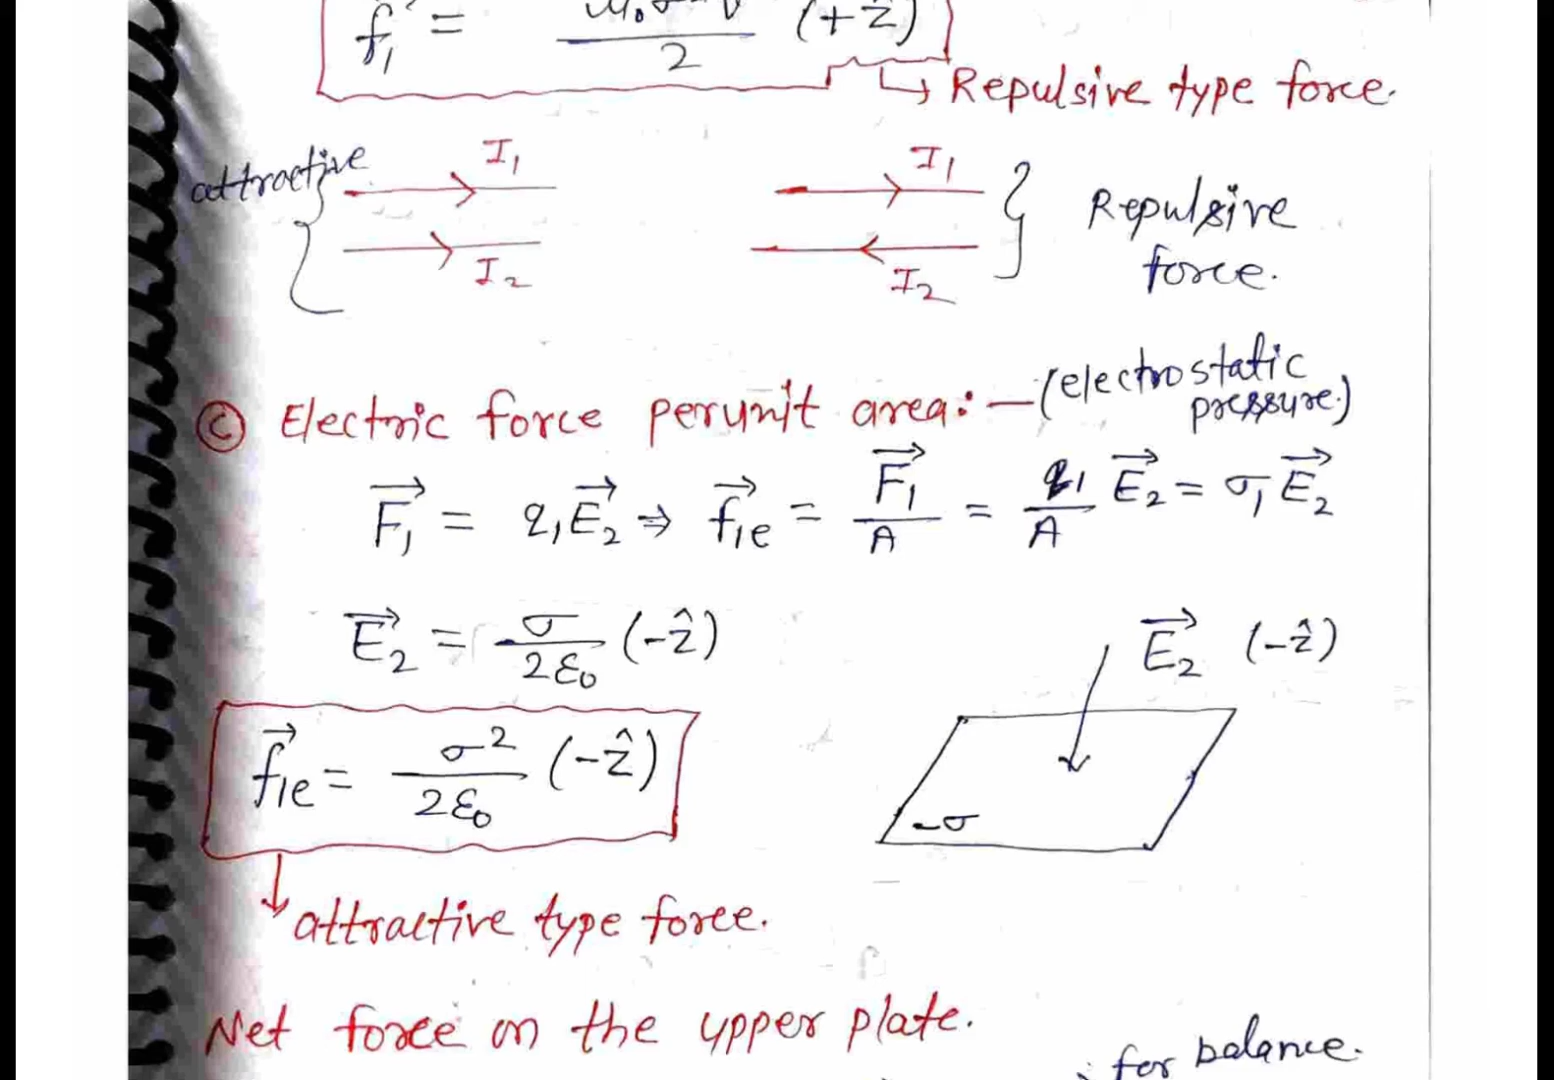 f₁ = μ₀σ²v²/2 (+ẑ)
↳ Repulsive type force.
attractive I₁ I₁ Repulsive
I₂ I₂ force.
(c) Electric force perunit area:— (electrostatic pressure.)
F⃗₁ = q₁E⃗₂ ⇒ f⃗₁e = F⃗₁/A = q₁/A E⃗₂ = σ₁E⃗₂
E⃗₂ = σ/2ε₀ (-ẑ) E⃗₂ (-ẑ)
f⃗₁e = σ²/2ε₀ (-ẑ) -σ
attractive type force.
Net force on the upper plate.
for balance.